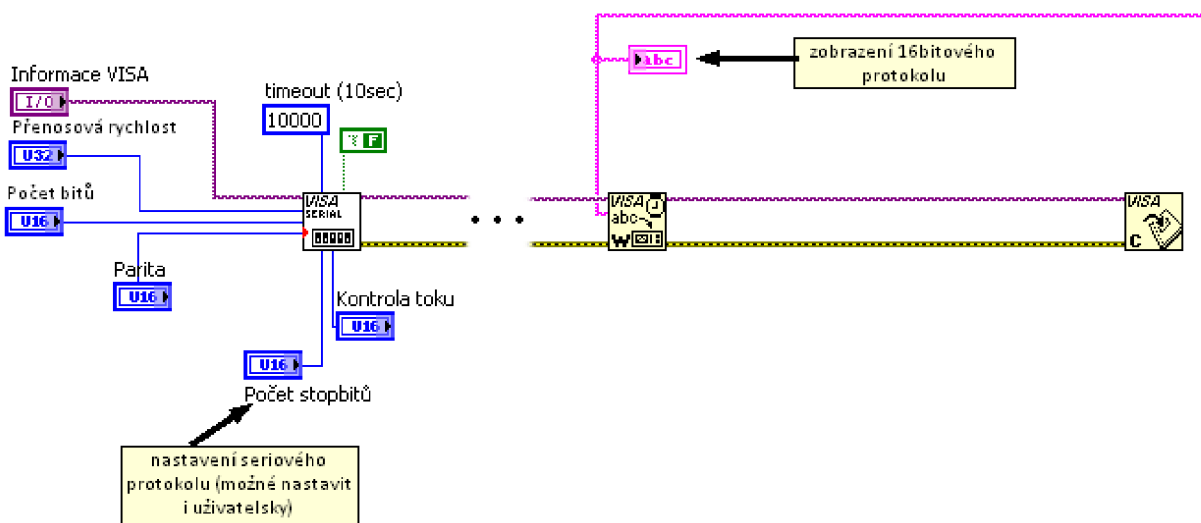 zobrazení 16bitového
protokolu
abc
Informace VISA
I/O
timeout (10sec)
10000
F
Přenosová rychlost
U32
Počet bitů
U16
VISA
SERIAL
VISA
abc
W
VISA
C
Parita
U16
Kontrola toku
U16
U16
Počet stopbitů
nastavení seriového
protokolu (možné nastavit
i uživatelsky)